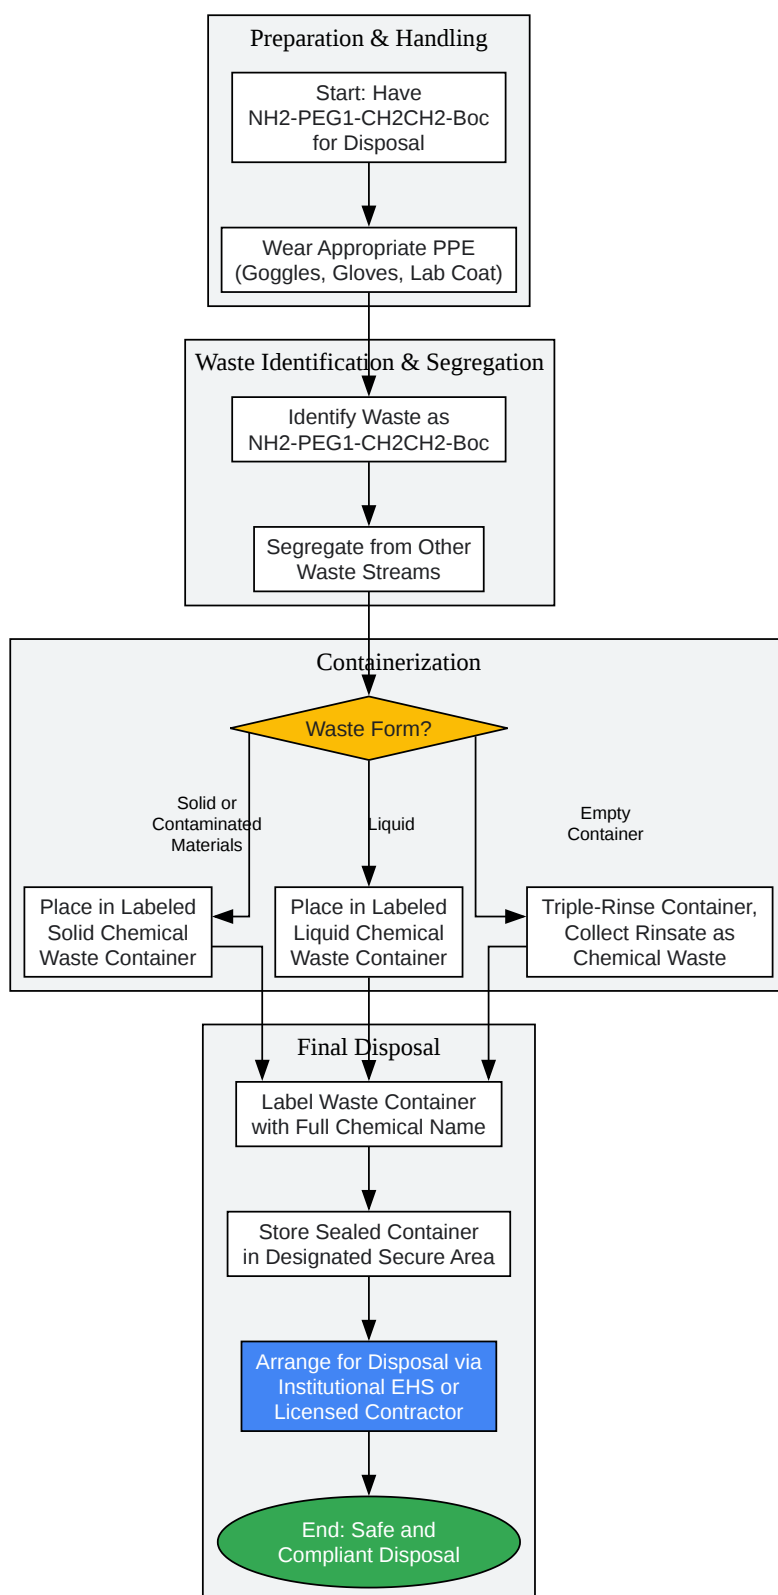 Preparation & Handling
Start: Have
NH2-PEG1-CH2CH2-Boc
for Disposal
Wear Appropriate PPE
(Goggles, Gloves, Lab Coat)
Waste Identification & Segregation
Identify Waste as
NH2-PEG1-CH2CH2-Boc
Segregate from Other
Waste Streams
Containerization
Waste Form?
Solid or
Contaminated
Materials
Liquid
Empty
Container
Place in Labeled
Solid Chemical
Waste Container
Place in Labeled
Liquid Chemical
Waste Container
Triple-Rinse Container,
Collect Rinsate as
Chemical Waste
Final Disposal
Label Waste Container
with Full Chemical Name
Store Sealed Container
in Designated Secure Area
Arrange for Disposal via
Institutional EHS or
Licensed Contractor
End: Safe and
Compliant Disposal